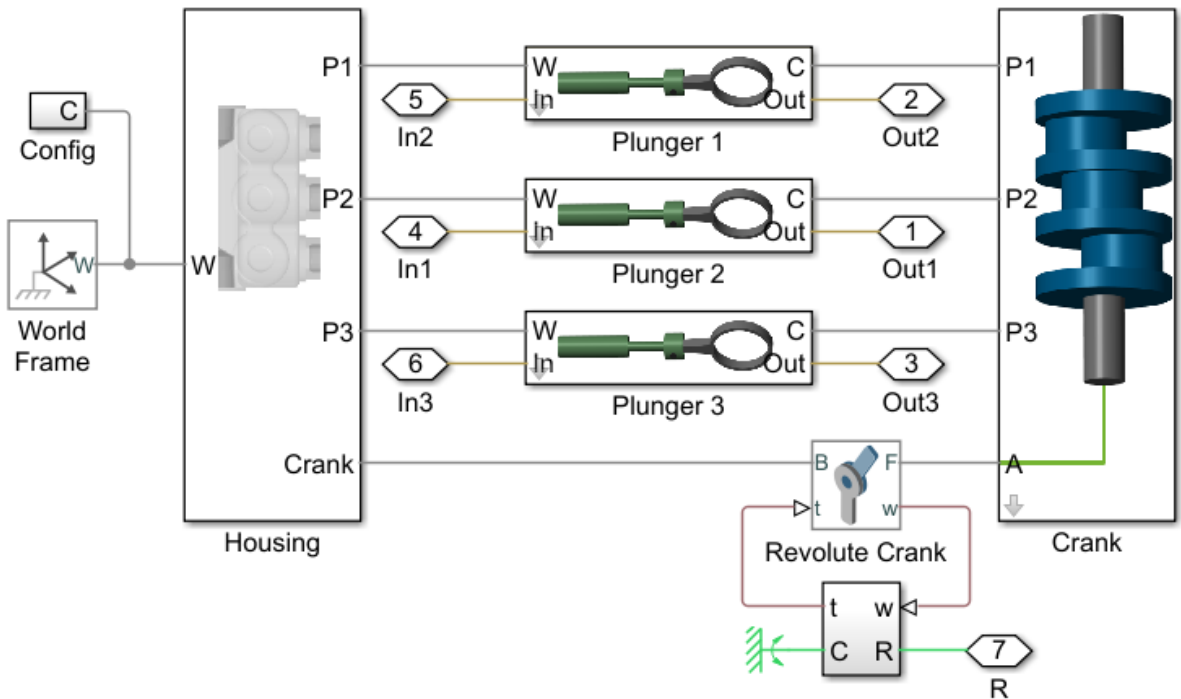 P1
W
C
P1
C
5
In
Out
2
Config
In2
Plunger 1
Out2
P2
W
C
P2
4
In
Out
1
W
W
In1
Plunger 2
Out1
World
Frame
P3
W
C
P3
6
In
Out
3
In3
Plunger 3
Out3
Crank
B
F
A
t
w
Housing
Revolute Crank
Crank
t
w
C
R
7
R